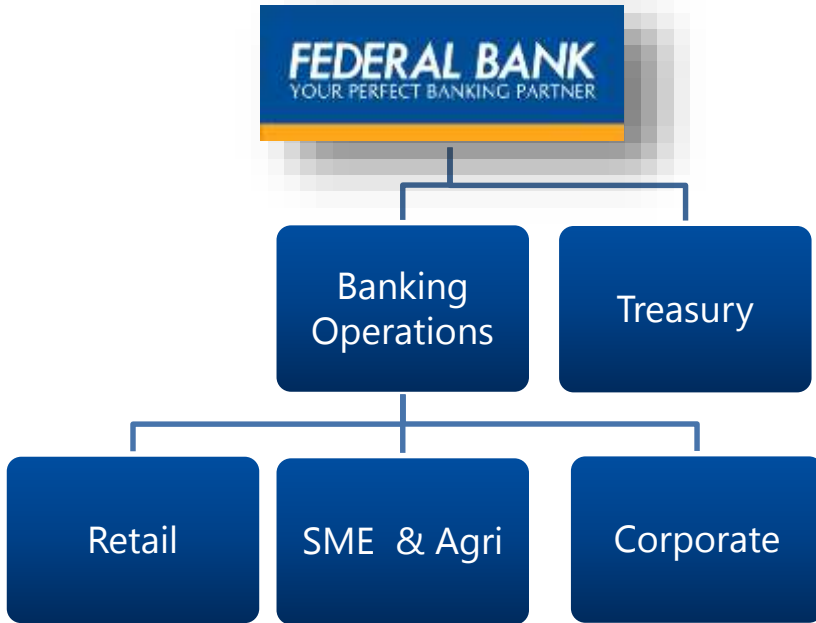 FEDERAL BANK
YOUR PERFECT BANKING PARTNER
Banking
Operations
Treasury
Retail
SME & Agri
Corporate